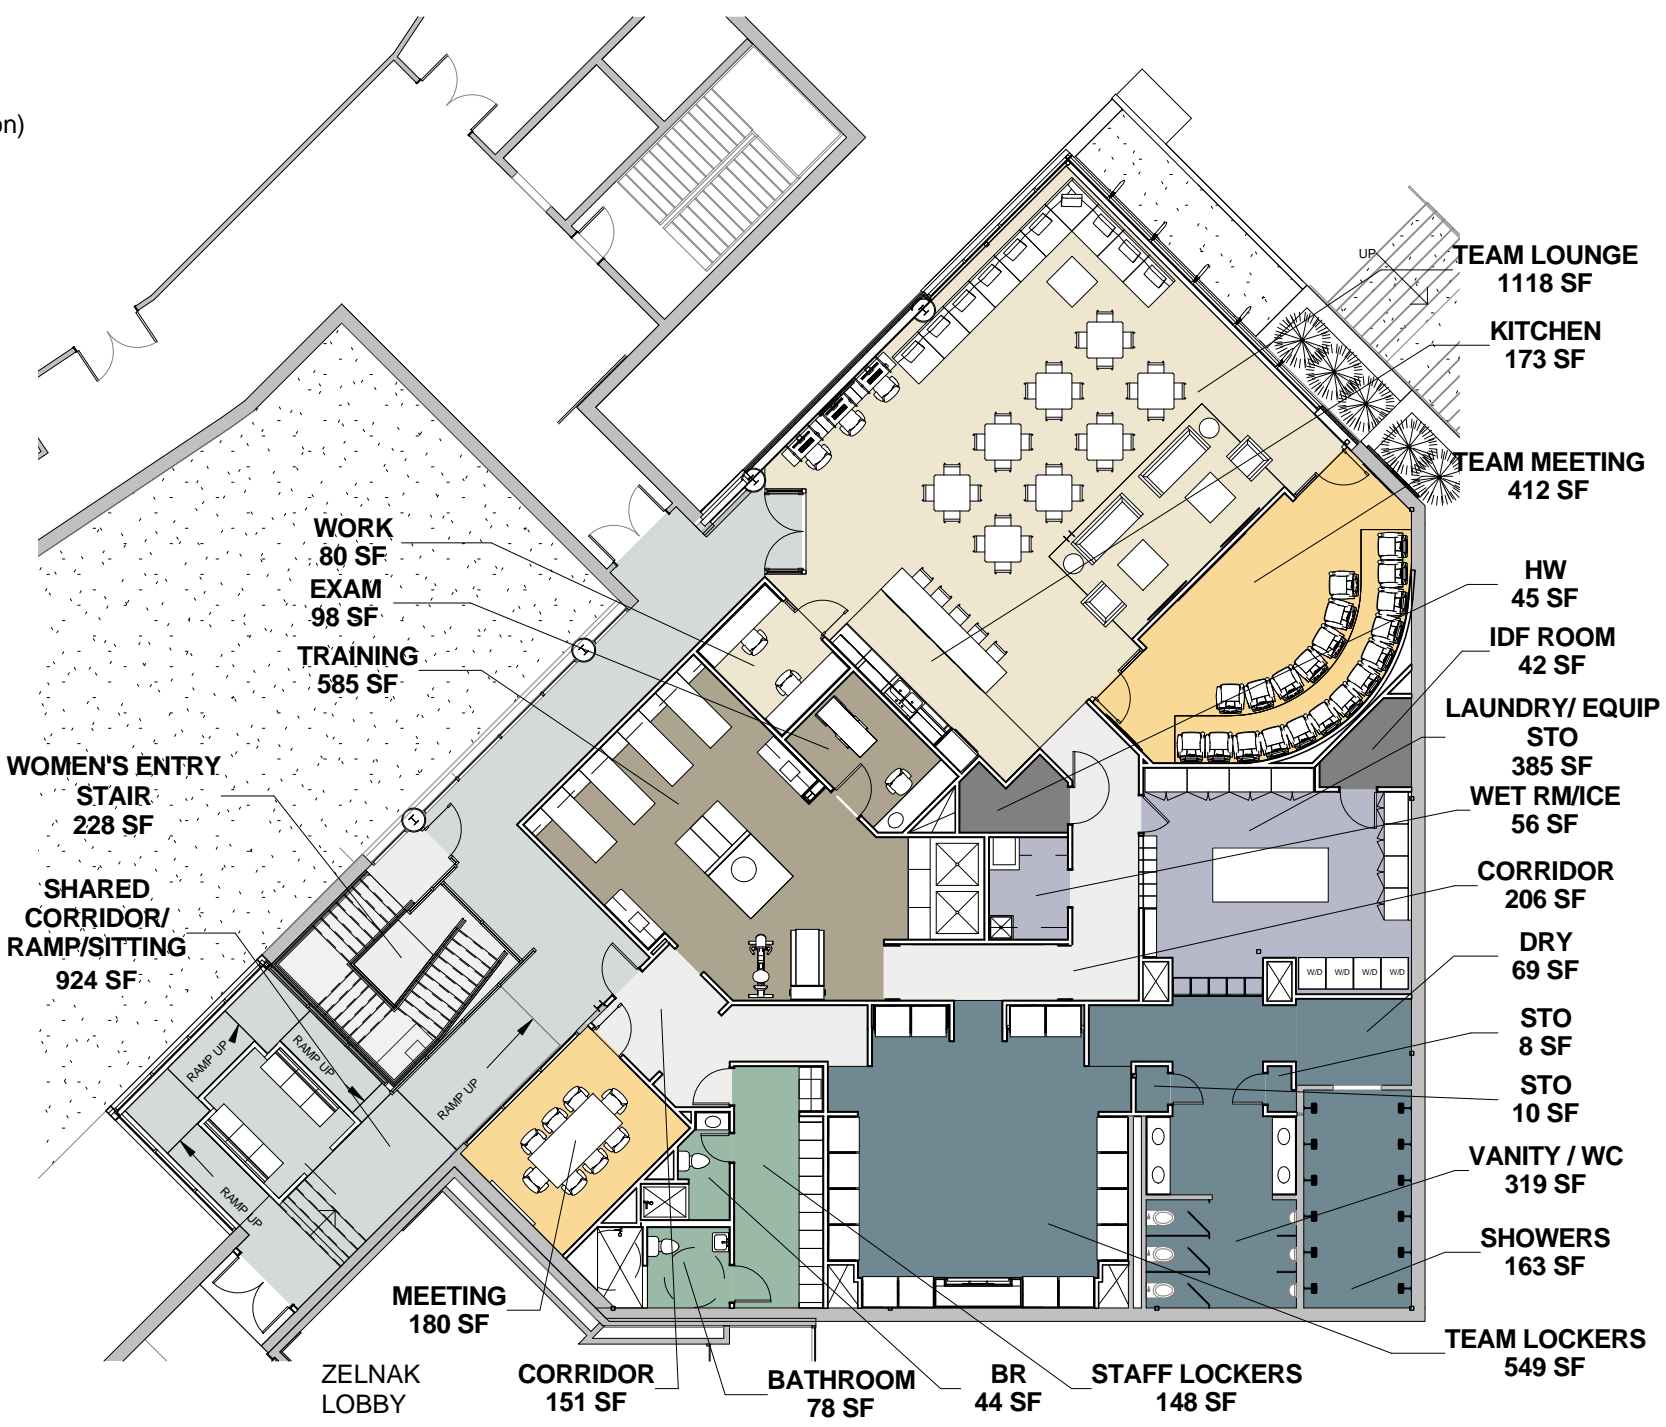 on)
UP
TEAM LOUNGE
1118 SF
KITCHEN
173 SF
TEAM MEETING
412 SF
WORK
80 SF
EXAM
98 SF
TRAINING
585 SF
HW
45 SF
IDF ROOM
42 SF
LAUNDRY/ EQUIP
STO
385 SF
WET RM/ICE
56 SF
WOMEN'S ENTRY
STAIR
228 SF
SHARED
CORRIDOR/
RAMP/SITTING
924 SF
CORRIDOR
206 SF
DRY
69 SF
W/D W/D W/D W/D
STO
8 SF
STO
10 SF
RAMP UP
RAMP UP
RAMP UP
RAMP UP
VANITY / WC
319 SF
SHOWERS
163 SF
MEETING
180 SF
TEAM LOCKERS
549 SF
ZELNAK
LOBBY
CORRIDOR
151 SF
BATHROOM
78 SF
BR
44 SF
STAFF LOCKERS
148 SF